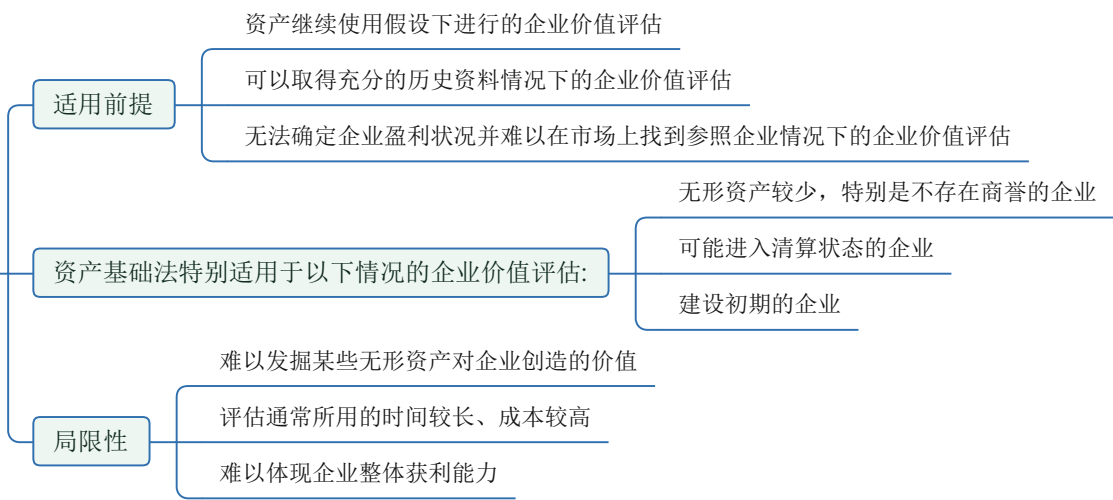 适用前提
资产继续使用假设下进行的企业价值评估
可以取得充分的历史资料情况下的企业价值评估
无法确定企业盈利状况并难以在市场上找到参照企业情况下的企业价值评估
资产基础法特别适用于以下情况的企业价值评估:
无形资产较少，特别是不存在商誉的企业
可能进入清算状态的企业
建设初期的企业
局限性
难以发掘某些无形资产对企业创造的价值
评估通常所用的时间较长、成本较高
难以体现企业整体获利能力